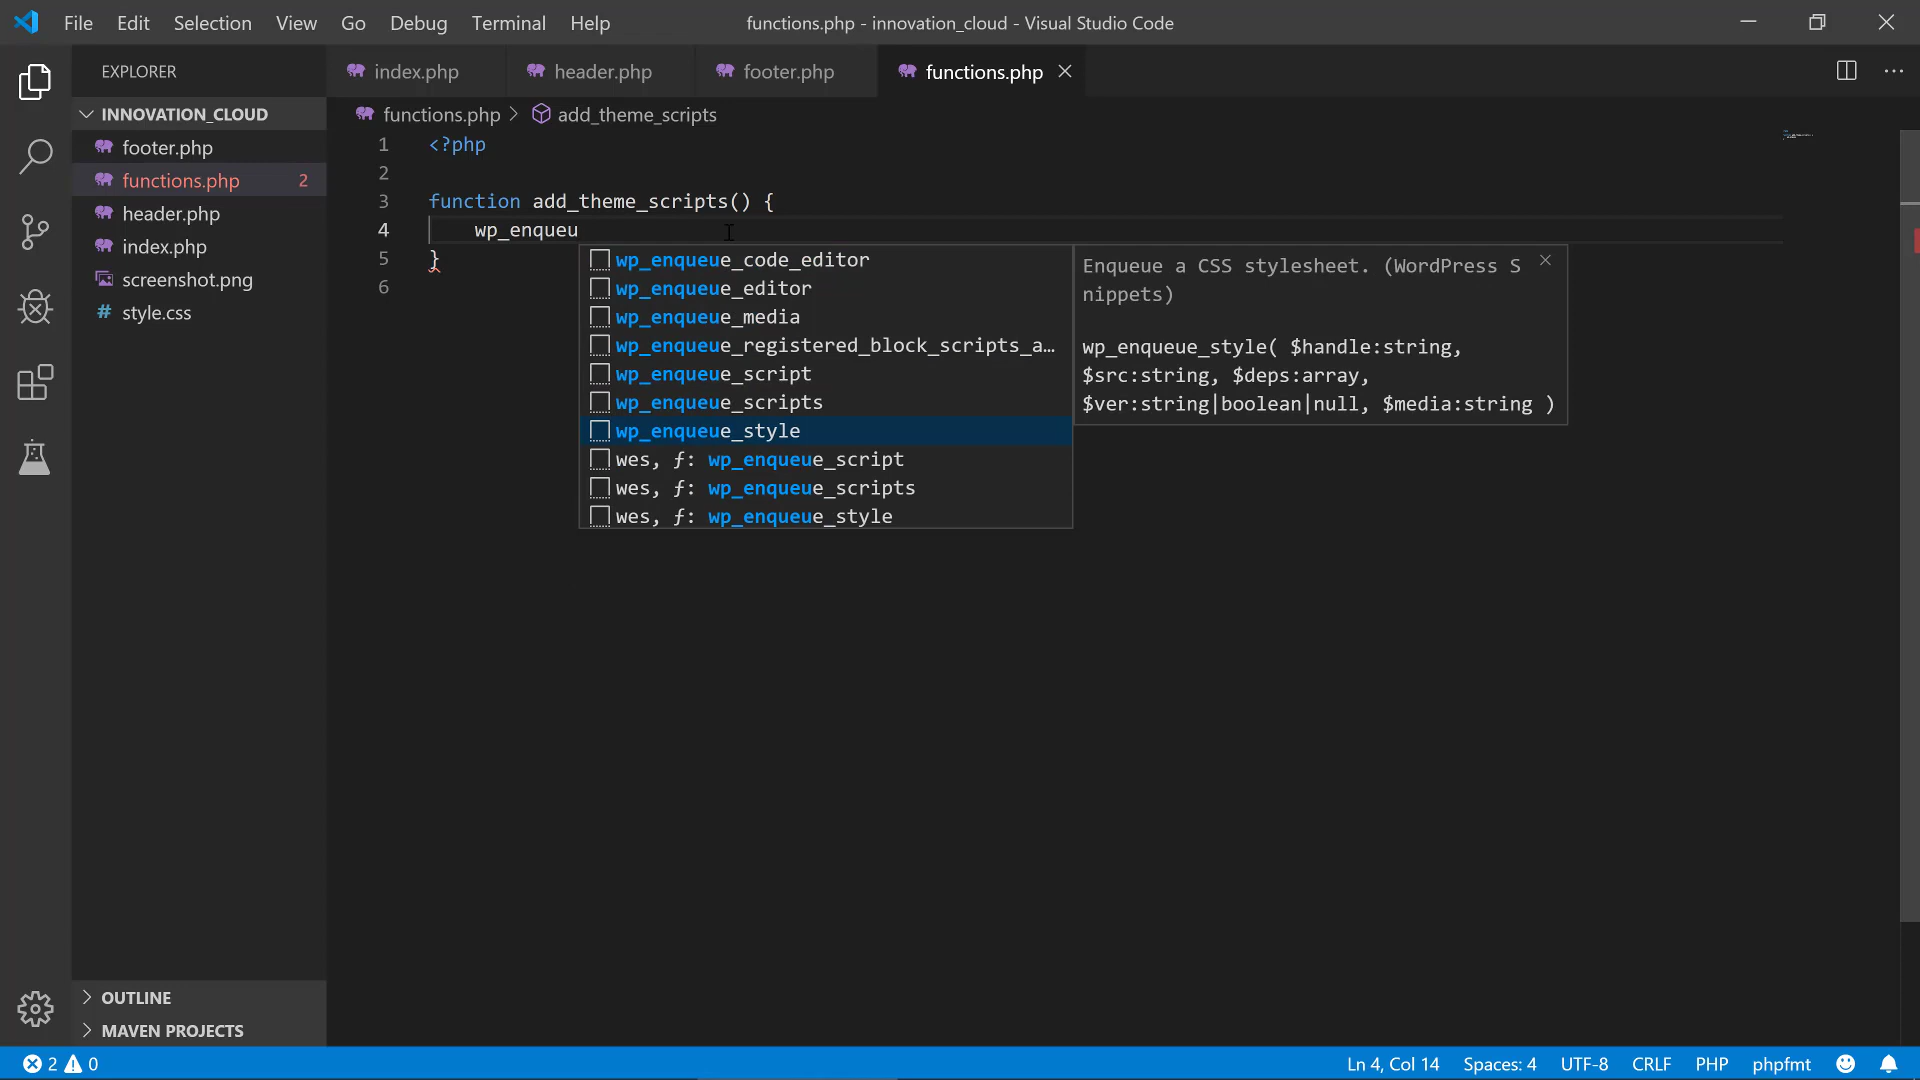 File Edit Selection View Go Debug Terminal Help functions.php - innovation_cloud - Visual Studio Code
EXPLORER
INNOVATION_CLOUD
footer.php
functions.php 2
header.php
index.php
screenshot.png
# style.css
OUTLINE
MAVEN PROJECTS
index.php header.php footer.php functions.php
functions.php > add_theme_scripts
1 <?php
2
3 function add_theme_scripts() {
4 wp_enqueu
5 }
6
wp_enqueue_code_editor
wp_enqueue_editor
wp_enqueue_media
wp_enqueue_registered_block_scripts_a…
wp_enqueue_script
wp_enqueue_scripts
wp_enqueue_style
wes, ƒ: wp_enqueue_script
wes, ƒ: wp_enqueue_scripts
wes, ƒ: wp_enqueue_style
Enqueue a CSS stylesheet. (WordPress S
nippets)
wp_enqueue_style( $handle:string,
$src:string, $deps:array,
$ver:string|boolean|null, $media:string )
2 0 Ln 4, Col 14 Spaces: 4 UTF-8 CRLF PHP phpfmt